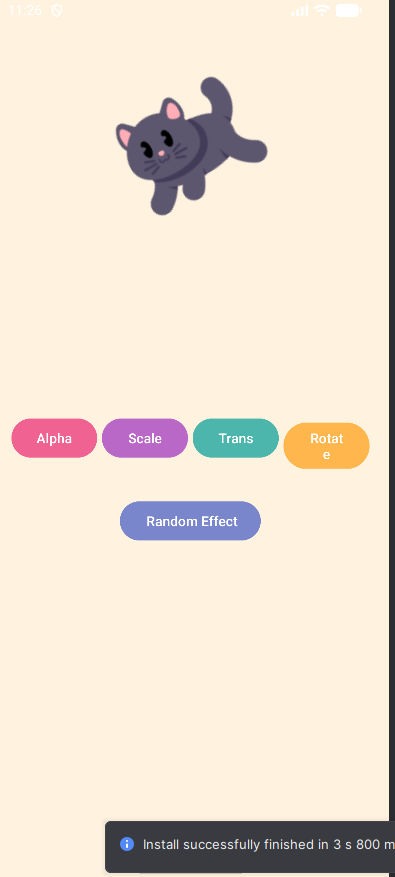 11:26
Alpha
Scale
Trans
Rotat
e
Random Effect
Install successfully finished in 3 s 800 m